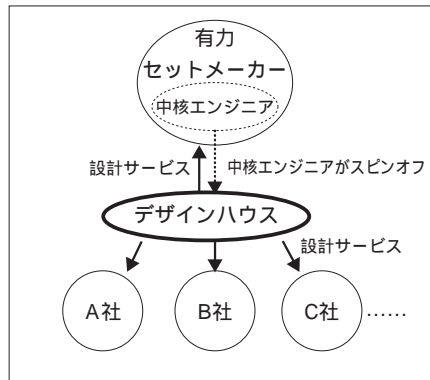 有力
セットメーカー
中核エンジニア
設計サービス
中核エンジニアがスピンオフ
デザインハウス
設計サービス
A社
B社
C社
……